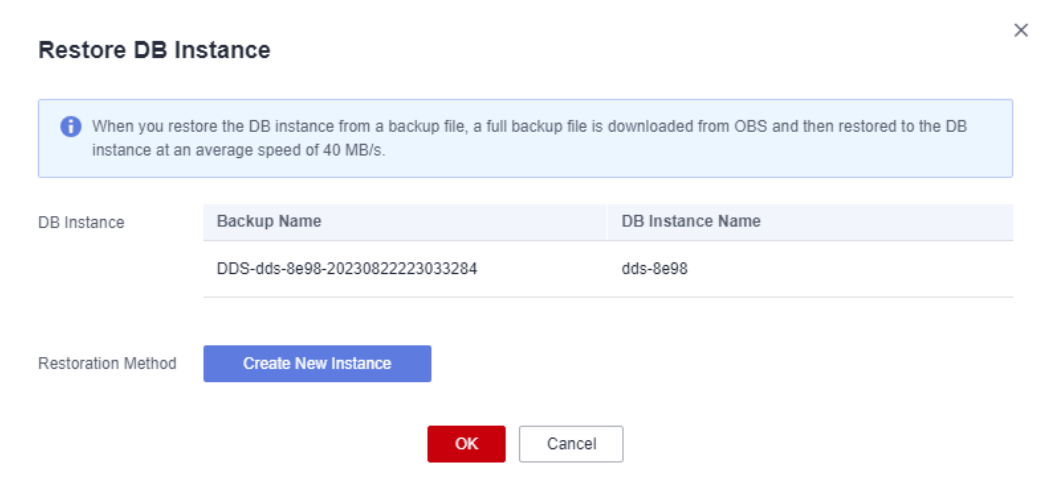 Restore DB Instance
When you restore the DB instance from a backup file, a full backup file is downloaded from OBS and then restored to the DB
instance at an average speed of 40 MB/s.
DB Instance
Backup Name
DB Instance Name
DDS-dds-8e98-20230822223033284
dds-8e98
Restoration Method
Create New Instance
OK
Cancel